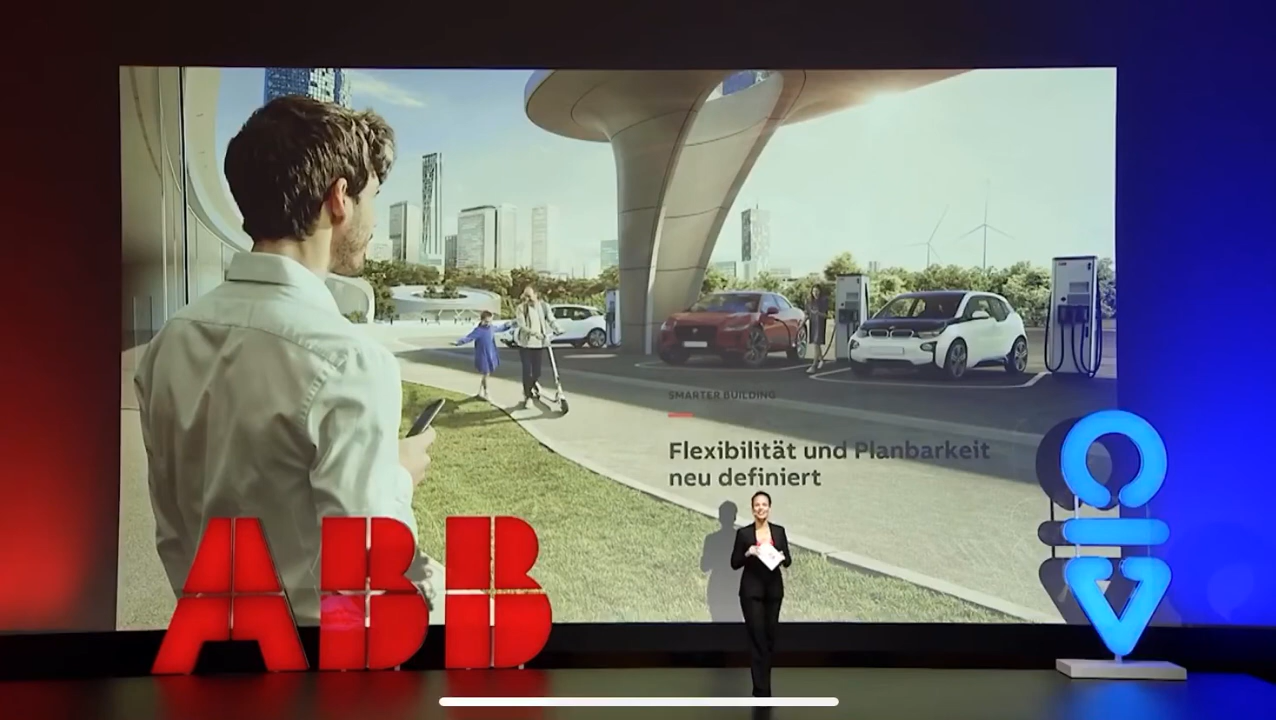 SMARTER BUILDING
Flexibilität und Planbarkeit
neu definiert
ABB